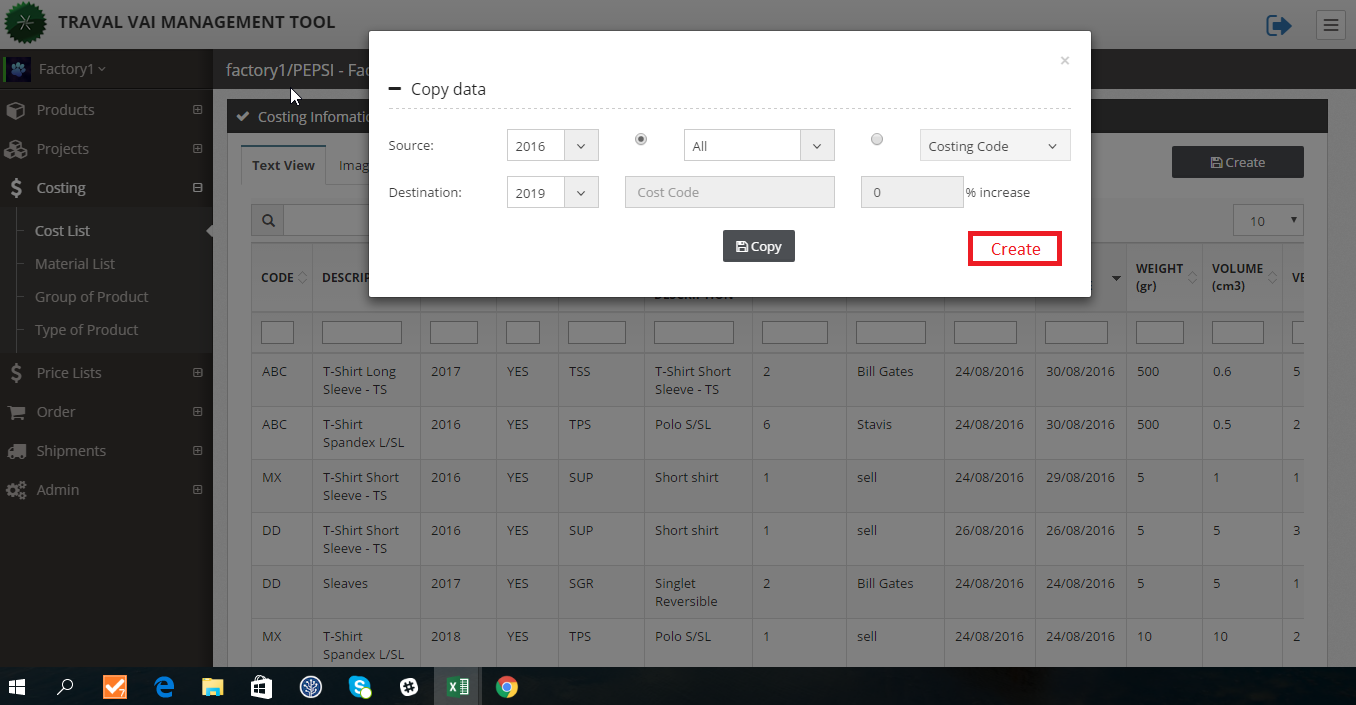 TRAVAL VAI MANAGEMENT TOOL
Factory1
factory1/PEPSI - Fac
Products
Projects
Costing
Cost List
Material List
Group of Product
Type of Product
Price Lists
Order
Shipments
Admin
Costing Infomatio
Text View
Imag
Create
10
×
Copy data
Source:
2016
All
Costing Code
Destination:
2019
Cost Code
0
% increase
Copy
Create
CODE
DESCRIP
WEIGHT (gr)
VOLUME (cm3)
VE
ABC T-Shirt Long Sleeve - TS 2017 YES TSS T-Shirt Short Sleeve - TS 2 Bill Gates 24/08/2016 30/08/2016 500 0.6 5
ABC T-Shirt Spandex L/SL 2016 YES TPS Polo S/SL 6 Stavis 24/08/2016 30/08/2016 500 0.5 2
MX T-Shirt Short Sleeve - TS 2016 YES SUP Short shirt 1 sell 24/08/2016 29/08/2016 5 1 1
DD T-Shirt Short Sleeve - TS 2016 YES SUP Short shirt 1 sell 26/08/2016 26/08/2016 5 5 3
DD Sleaves 2017 YES SGR Singlet Reversible 2 Bill Gates 24/08/2016 24/08/2016 5 5 1
MX T-Shirt Spandex L/SL 2018 YES TPS Polo S/SL 1 sell 24/08/2016 24/08/2016 10 10 2